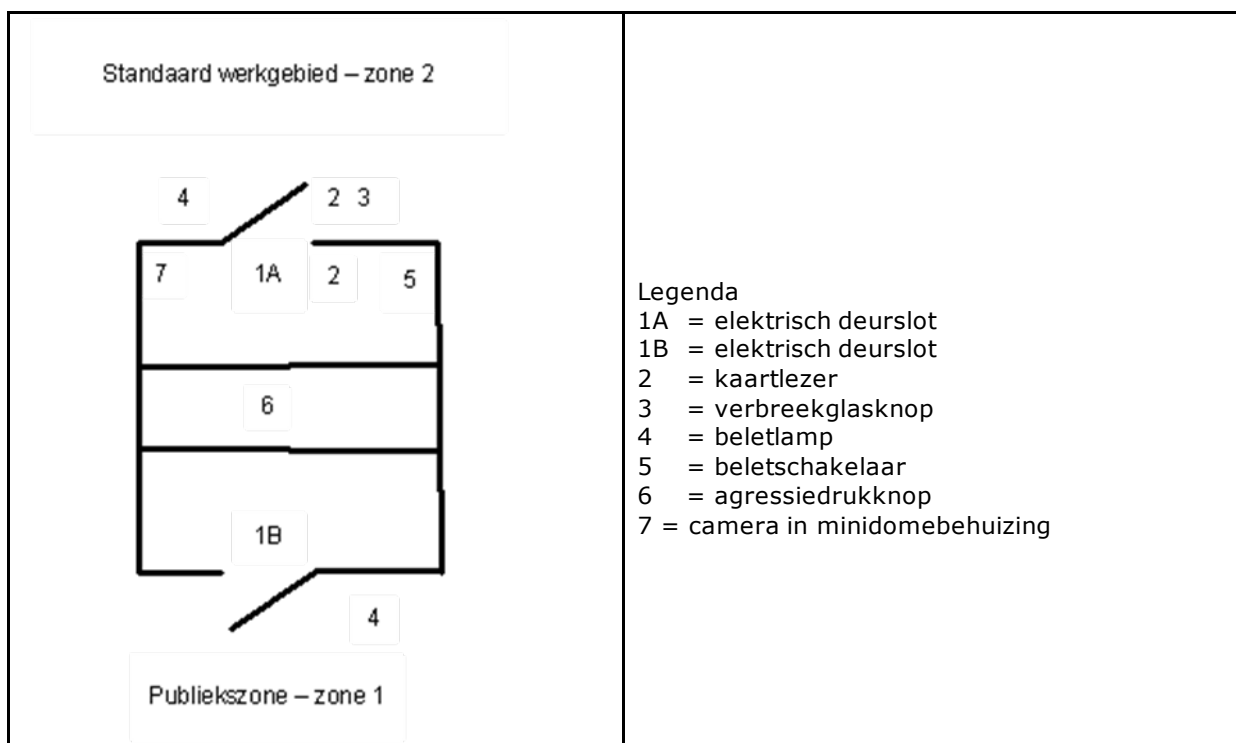 Standaard werkgebied – zone 2
4
2 3
7
1A
2
5
6
1B
4
Publiekszone – zone 1
Legenda
1A = elektrisch deurslot
1B = elektrisch deurslot
2 = kaartlezer
3 = verbreekglasknop
4 = beletlamp
5 = beletschakelaar
6 = agressiedrukknop
7 = camera in minidomebehuizing